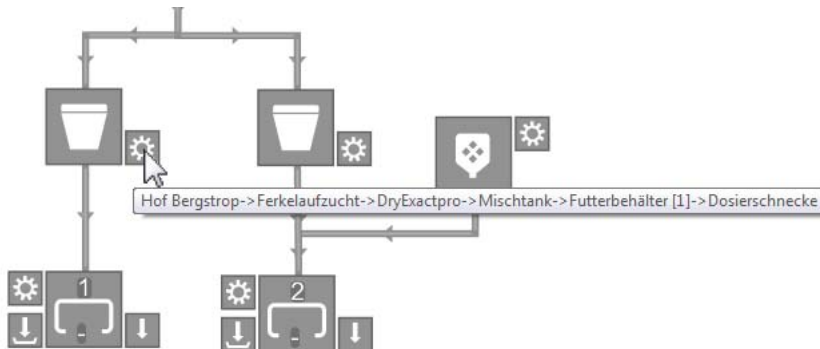 Hof Bergstrop->Ferkelaufzucht->DryExactpro->Mischtank->Futterbehälter [1]->Dosierschnecke
1
2
-
-